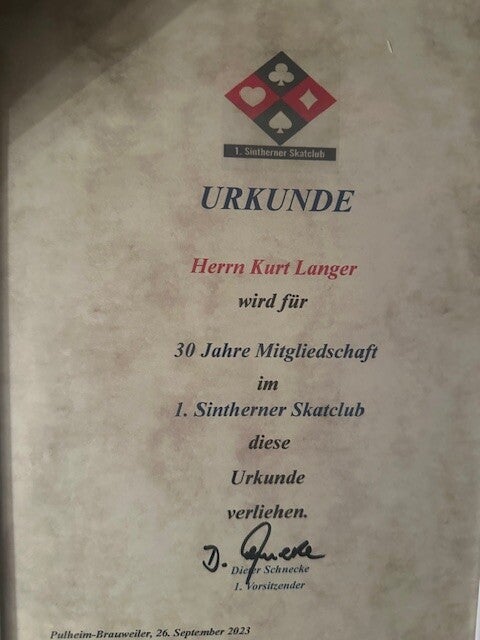 1. Sintherner Skatclub
URKUNDE
Herrn Kurt Langer
wird für
30 Jahre Mitgliedschaft
im
1. Sintherner Skatclub
diese
Urkunde
verliehen.
D. Schnecke
Dieter Schnecke
1. Vorsitzender
Pulheim-Brauweiler, 26. September 2023